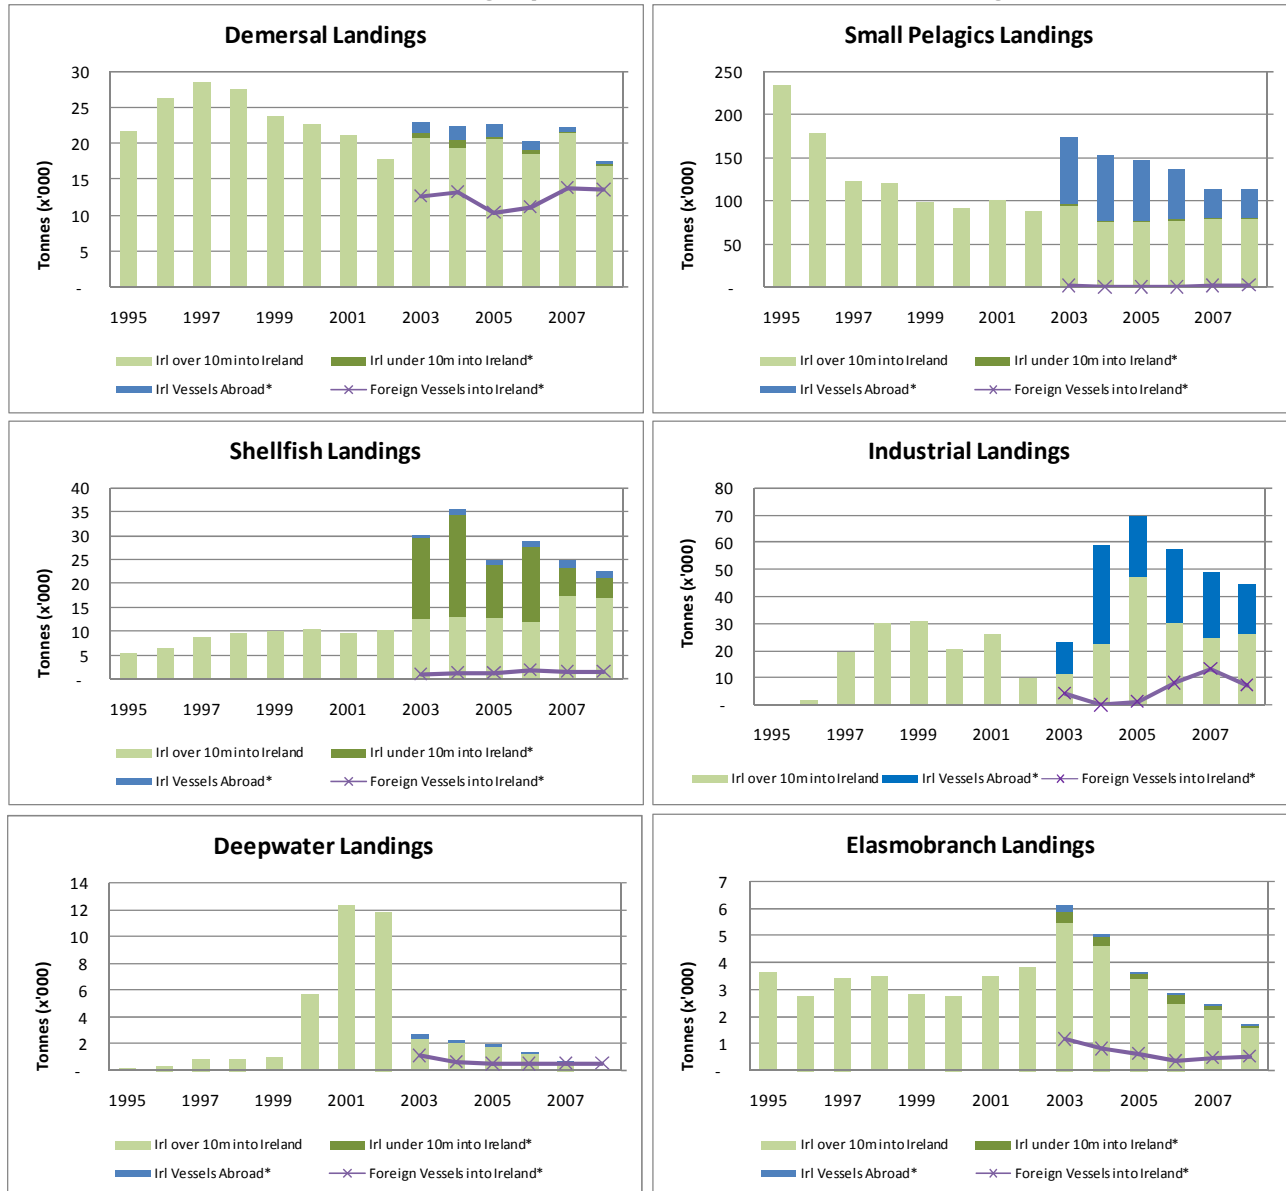 Demersal Landings
Tonnes (x'000)
30
25
20
15
10
5
-
1995 1997 1999 2001 2003 2005 2007
Irl over 10m into Ireland Irl under 10m into Ireland*
Irl Vessels Abroad* Foreign Vessels into Ireland*
Small Pelagics Landings
Tonnes (x'000)
250
200
150
100
50
-
1995 1997 1999 2001 2003 2005 2007
Irl over 10m into Ireland Irl under 10m into Ireland*
Irl Vessels Abroad* Foreign Vessels into Ireland*
Shellfish Landings
Tonnes (x'000)
40
35
30
25
20
15
10
5
-
1995 1997 1999 2001 2003 2005 2007
Irl over 10m into Ireland Irl under 10m into Ireland*
Irl Vessels Abroad* Foreign Vessels into Ireland*
Industrial Landings
Tonnes (x'000)
80
70
60
50
40
30
20
10
-
1995 1997 1999 2001 2003 2005 2007
Irl over 10m into Ireland Irl Vessels Abroad* Foreign Vessels into Ireland*
Deepwater Landings
Tonnes (x'000)
14
12
10
8
6
4
2
-
1995 1997 1999 2001 2003 2005 2007
Irl over 10m into Ireland Irl under 10m into Ireland*
Irl Vessels Abroad* Foreign Vessels into Ireland*
Elasmobranch Landings
Tonnes (x'000)
7
6
5
4
3
2
1
-
1995 1997 1999 2001 2003 2005 2007
Irl over 10m into Ireland Irl under 10m into Ireland*
Irl Vessels Abroad* Foreign Vessels into Ireland*